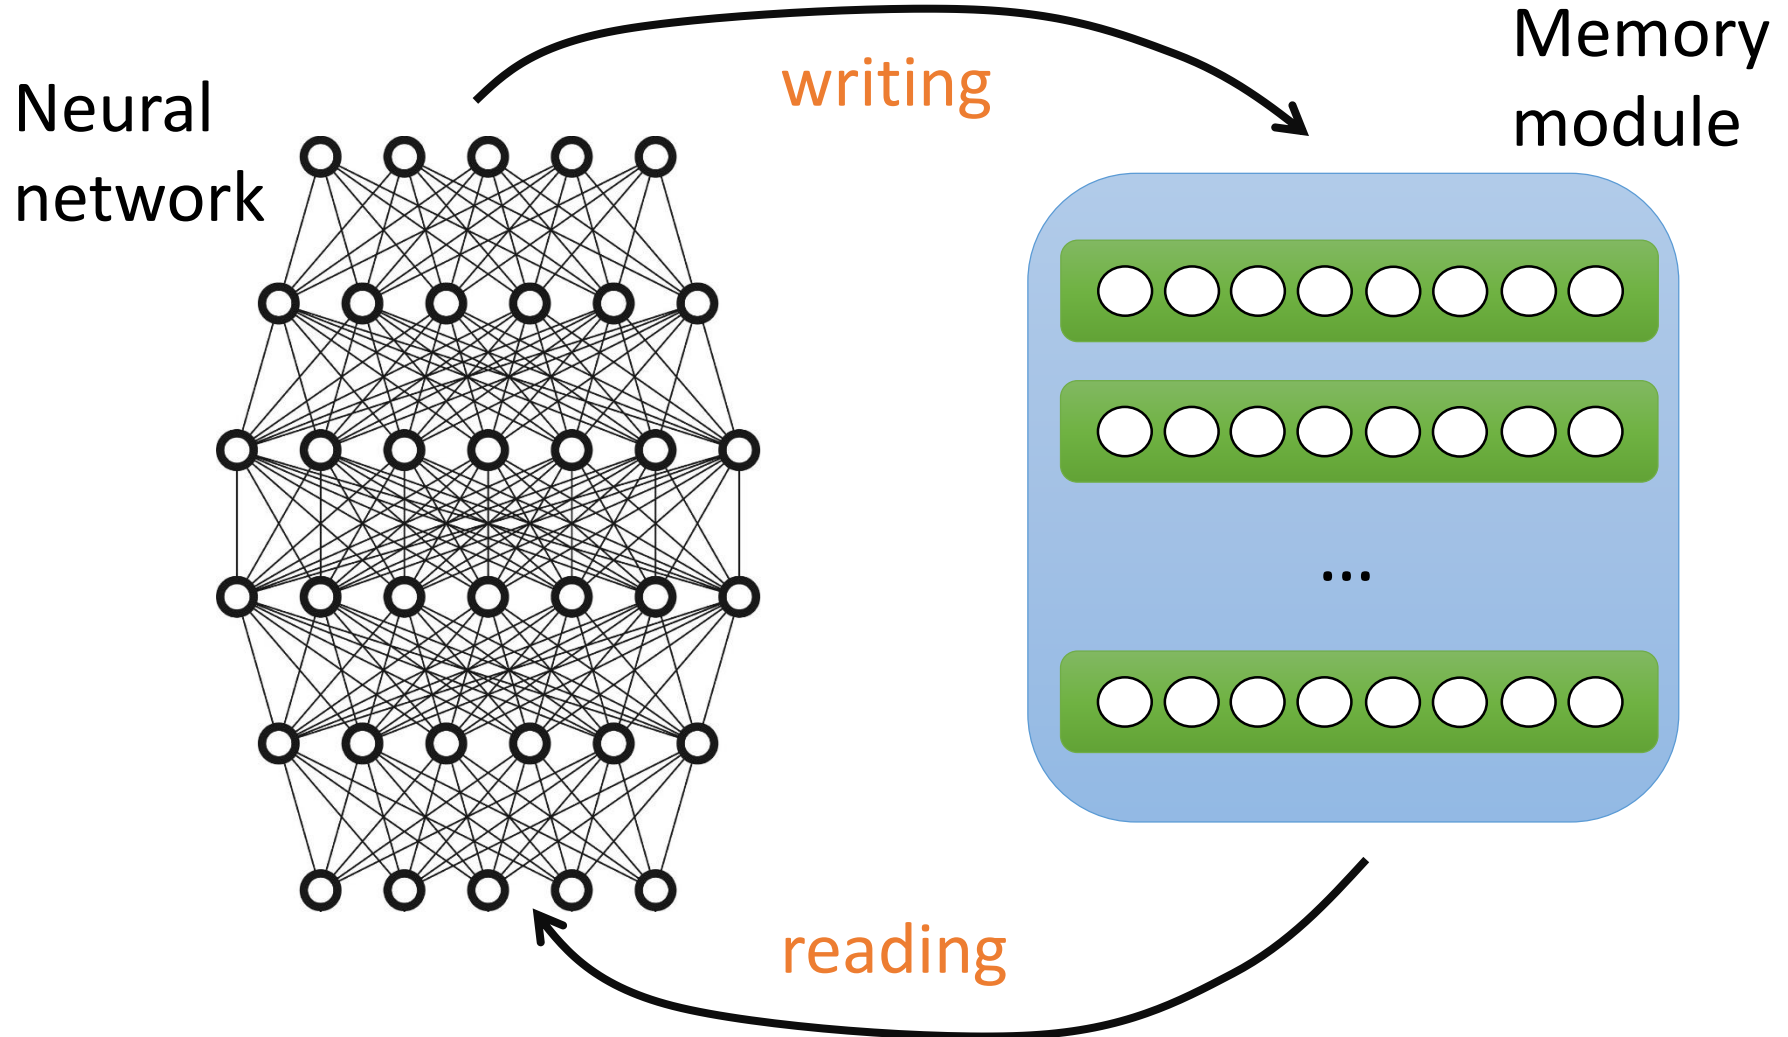 Neural
network
writing
Memory
module
...
reading